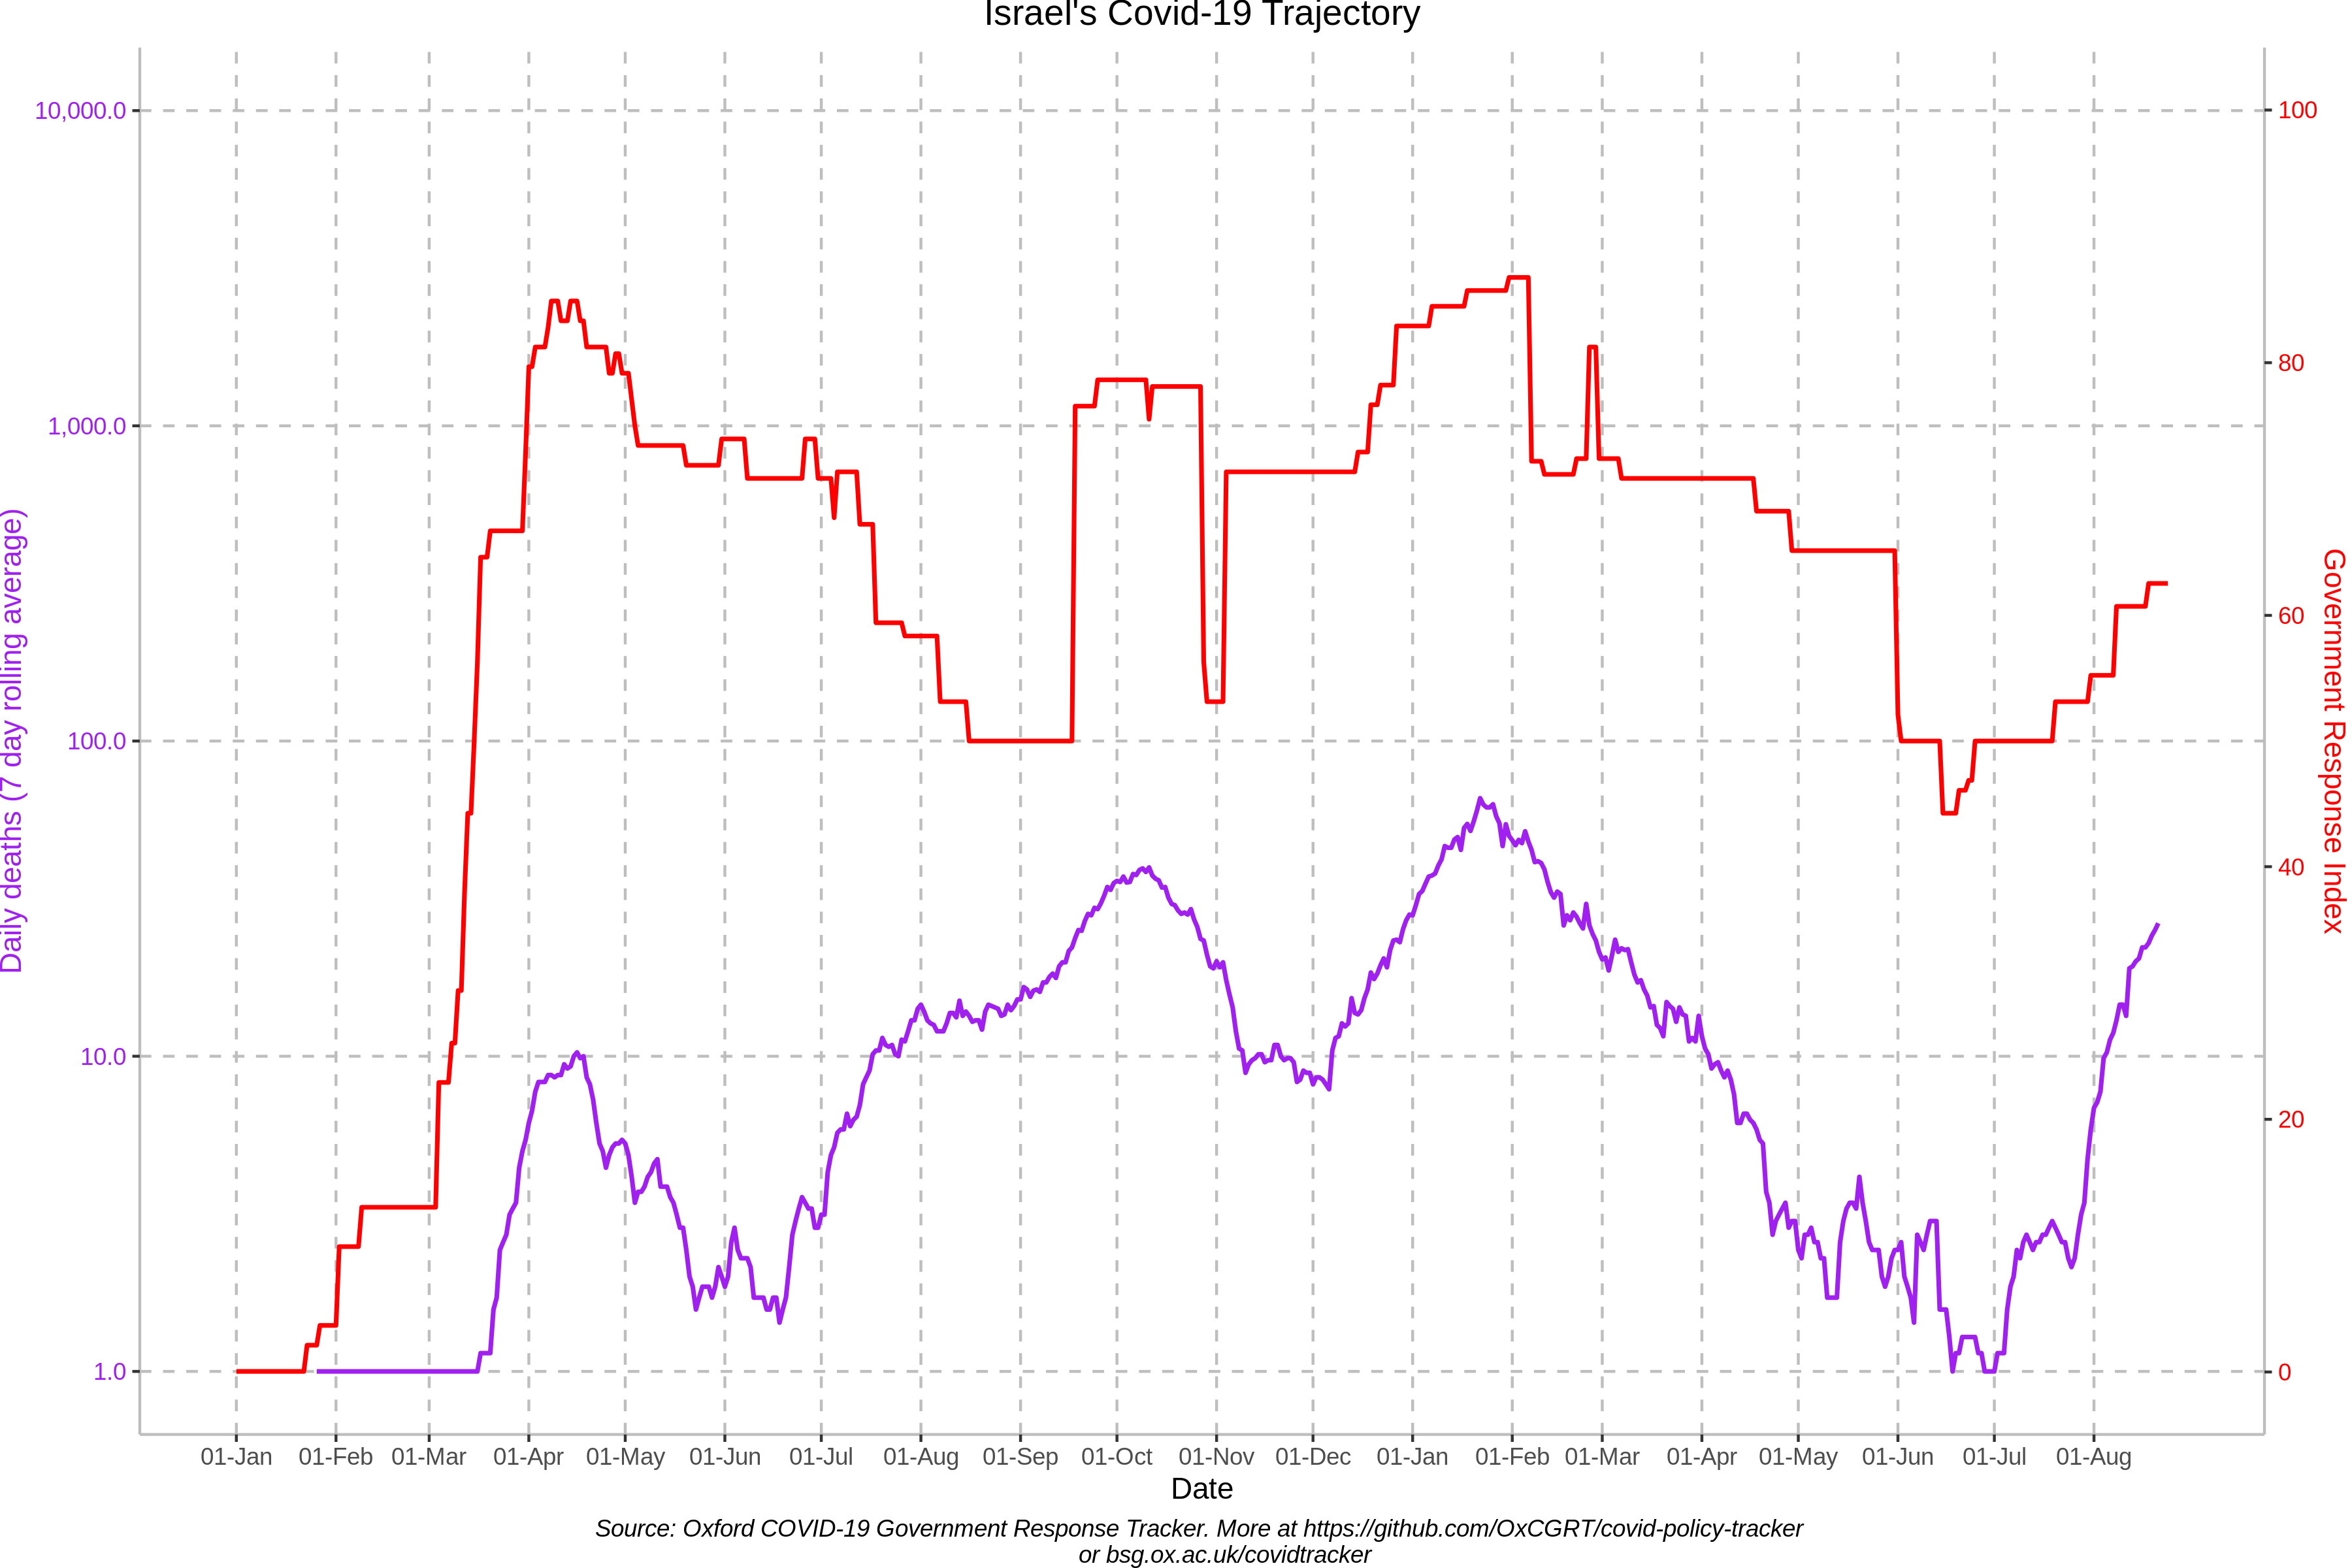 Israel's Covid-19 Trajectory
10,000.0
1,000.0
100.0
10.0
1.0
Daily deaths (7 day rolling average)
100
80
60
40
20
0
Government Response Index
01-Jan 01-Feb 01-Mar 01-Apr 01-May 01-Jun 01-Jul 01-Aug 01-Sep 01-Oct 01-Nov 01-Dec 01-Jan 01-Feb 01-Mar 01-Apr 01-May 01-Jun 01-Jul 01-Aug
Date
Source: Oxford COVID-19 Government Response Tracker. More at https://github.com/OxCGRT/covid-policy-tracker
or bsg.ox.ac.uk/covidtracker